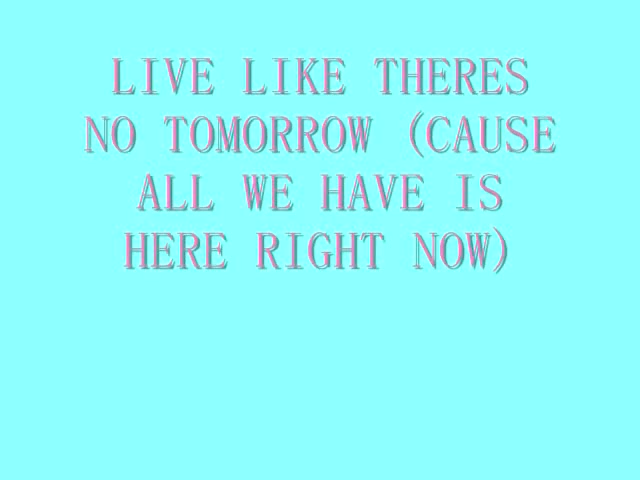 LIVE LIKE THERES
NO TOMORROW (CAUSE
ALL WE HAVE IS
HERE RIGHT NOW)